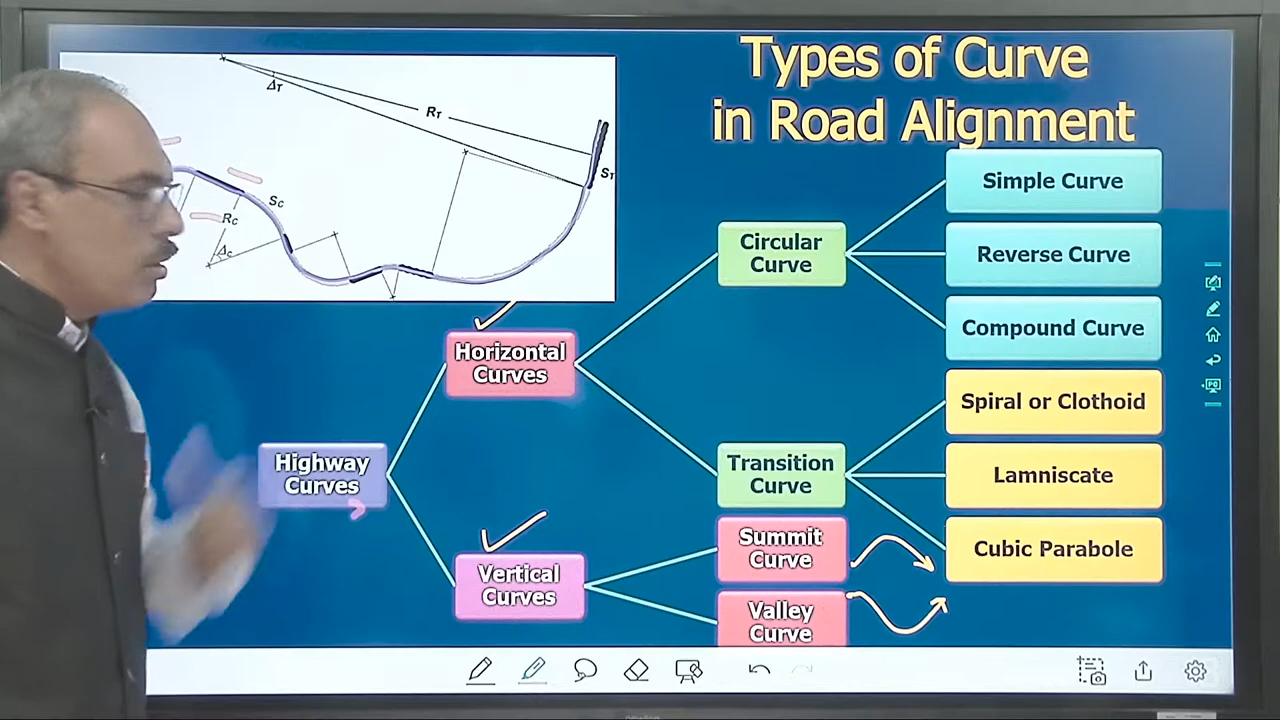 Types of Curve
in Road Alignment
ΔT
RT
ST
SC
RC
ΔC
Highway
Curves
Horizontal
Curves
Vertical
Curves
Circular
Curve
Transition
Curve
Summit
Curve
Valley
Curve
Simple Curve
Reverse Curve
Compound Curve
Spiral or Clothoid
Lamniscate
Cubic Parabole